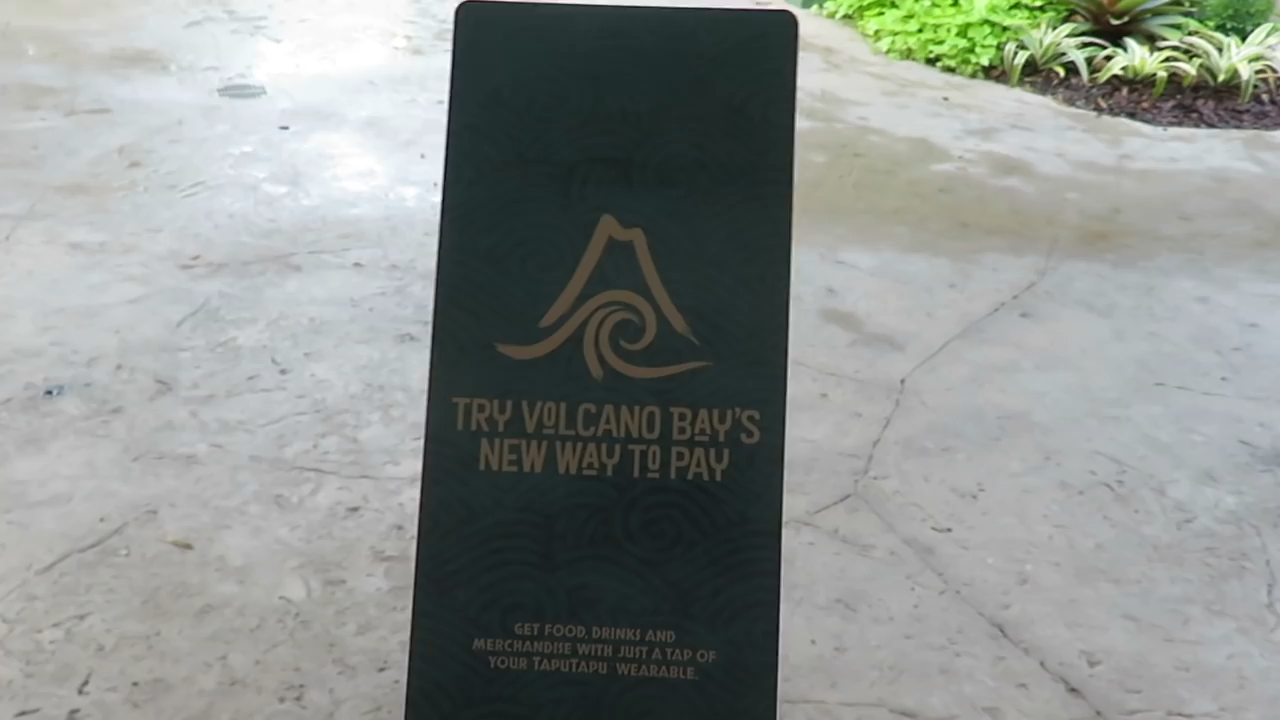 TRY VOLCANO BAY'S
NEW WAY TO PAY
GET FOOD, DRINKS AND
MERCHANDISE WITH JUST A TAP OF
YOUR TAPUTAPU WEARABLE.